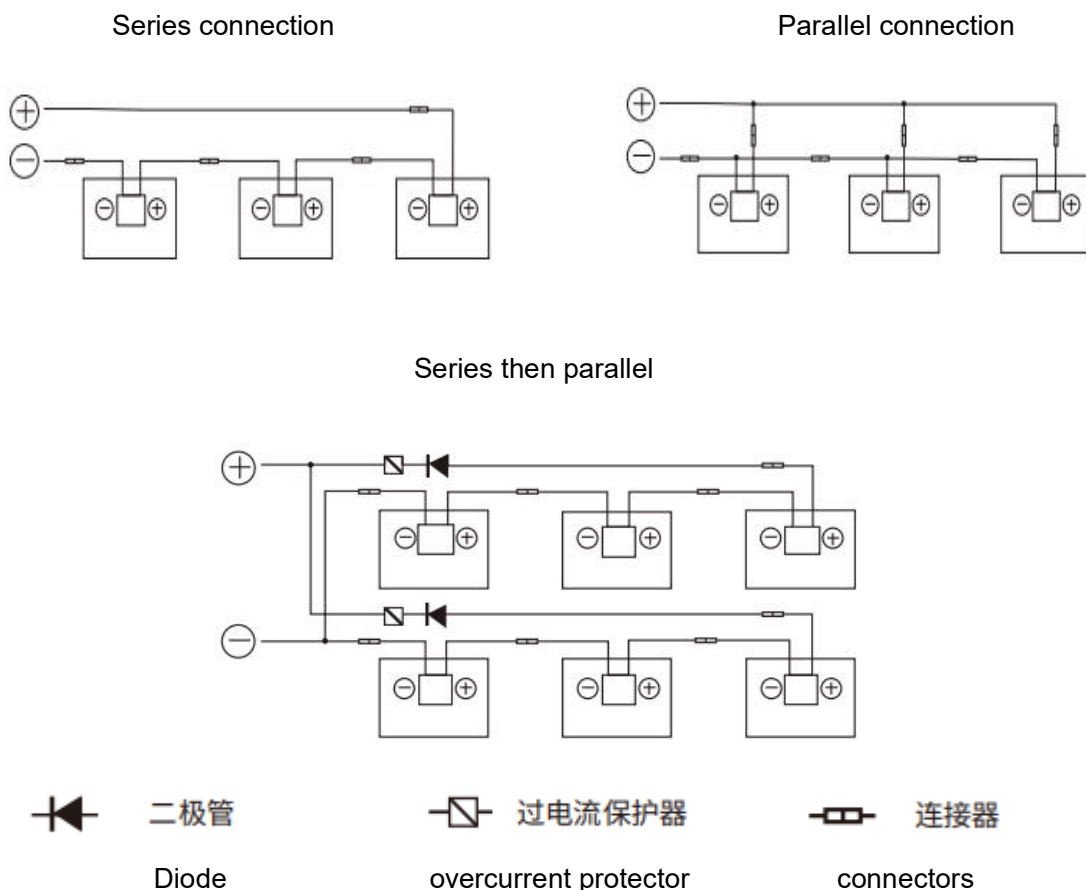 Series connection
Parallel connection
Series then parallel
二极管
过电流保护器
连接器
Diode
overcurrent protector
connectors